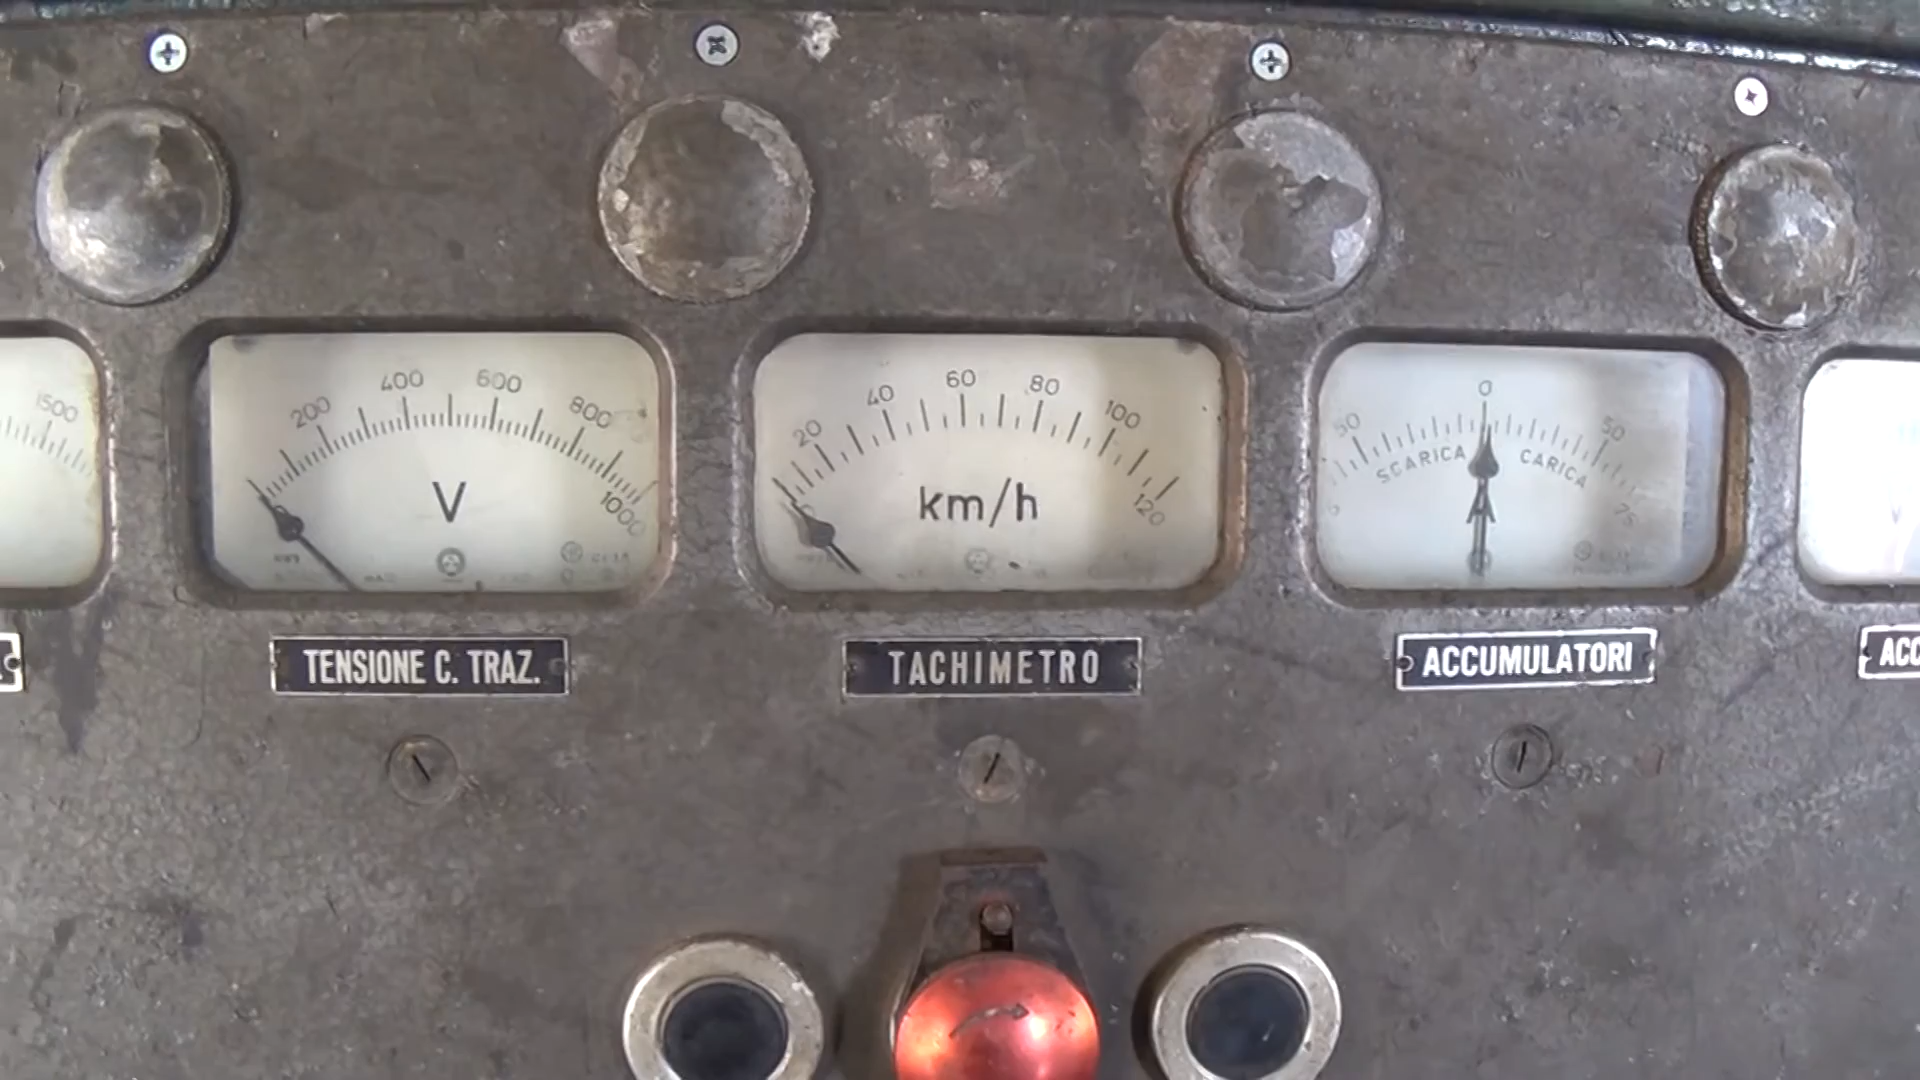 1500
200 400 600 800 1000
V
20 40 60 80 100 120
km/h
50 0 50 75
SCARICA CARICA
A
TENSIONE C. TRAZ.
TACHIMETRO
ACCUMULATORI
ACC